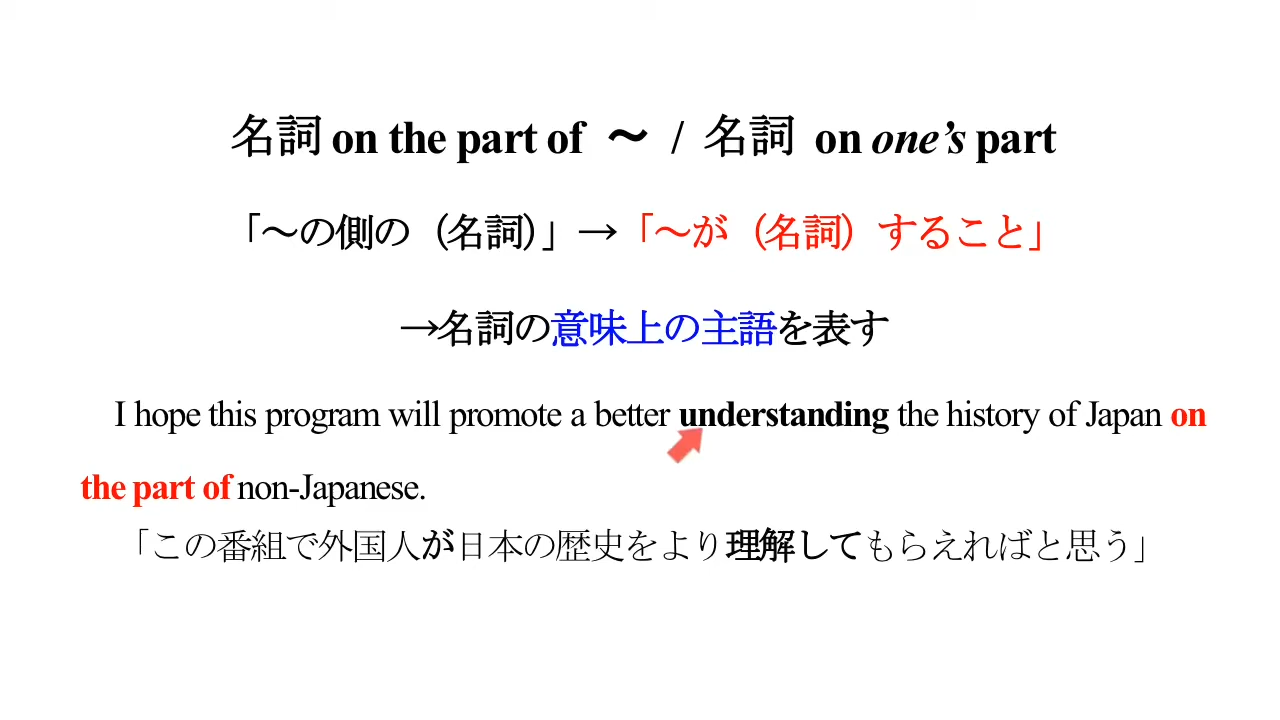 名詞 on the part of ～ / 名詞 on one’s part
「～の側の（名詞）」→「～が（名詞）すること」
→名詞の意味上の主語を表す
I hope this program will promote a better understanding the history of Japan on
the part of non-Japanese.
「この番組で外国人が日本の歴史をより理解してもらえればと思う」